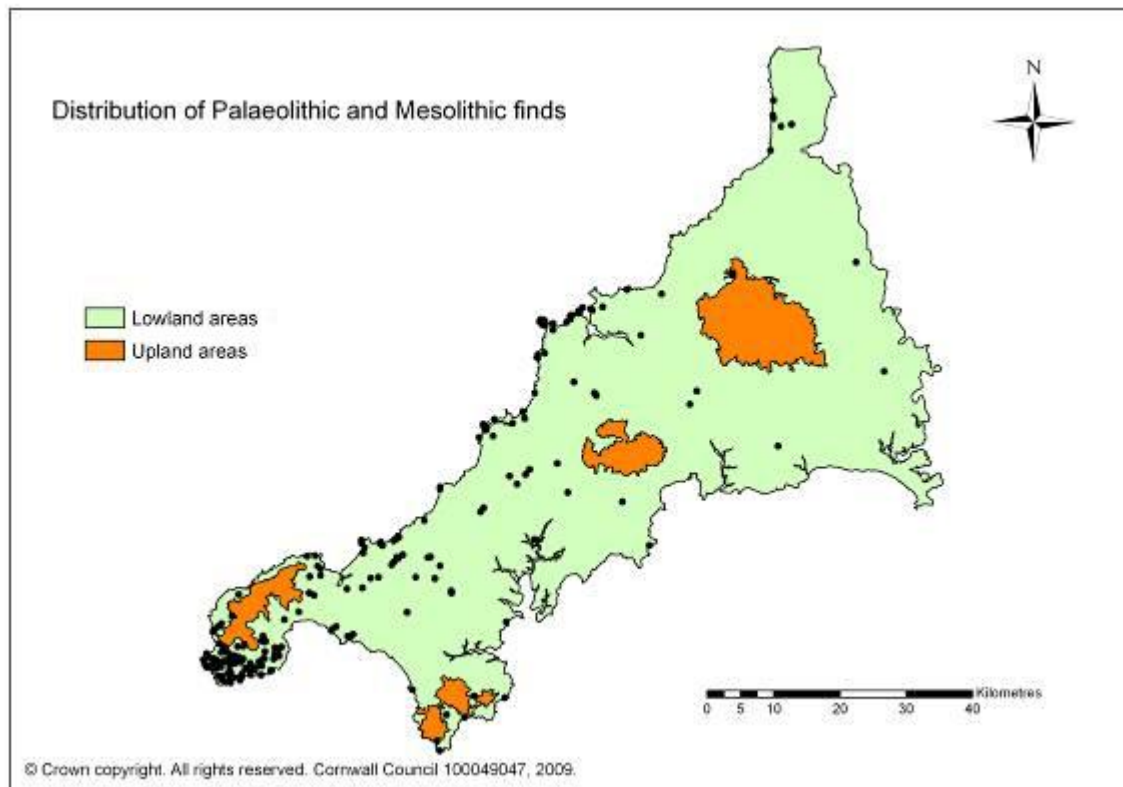 Distribution of Palaeolithic and Mesolithic finds
N
Lowland areas
Upland areas
Kilometres
0 5 10 20 30 40
© Crown copyright. All rights reserved. Cornwall Council 100049047, 2009.